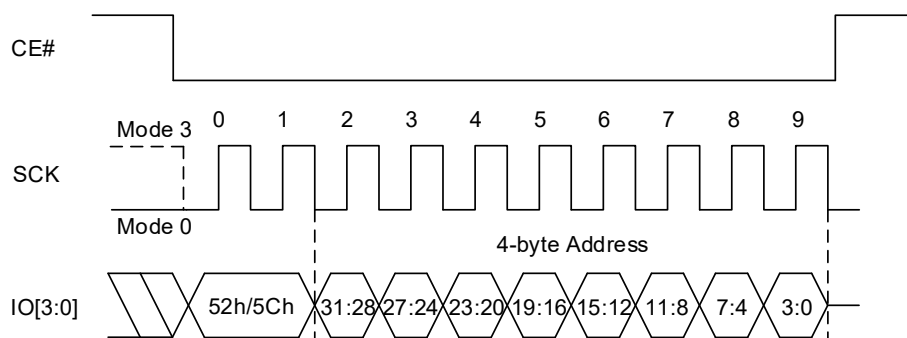 CE#
0 1 2 3 4 5 6 7 8 9
Mode 3
SCK
Mode 0
4-byte Address
IO[3:0] 52h/5Ch 31:28 27:24 23:20 19:16 15:12 11:8 7:4 3:0